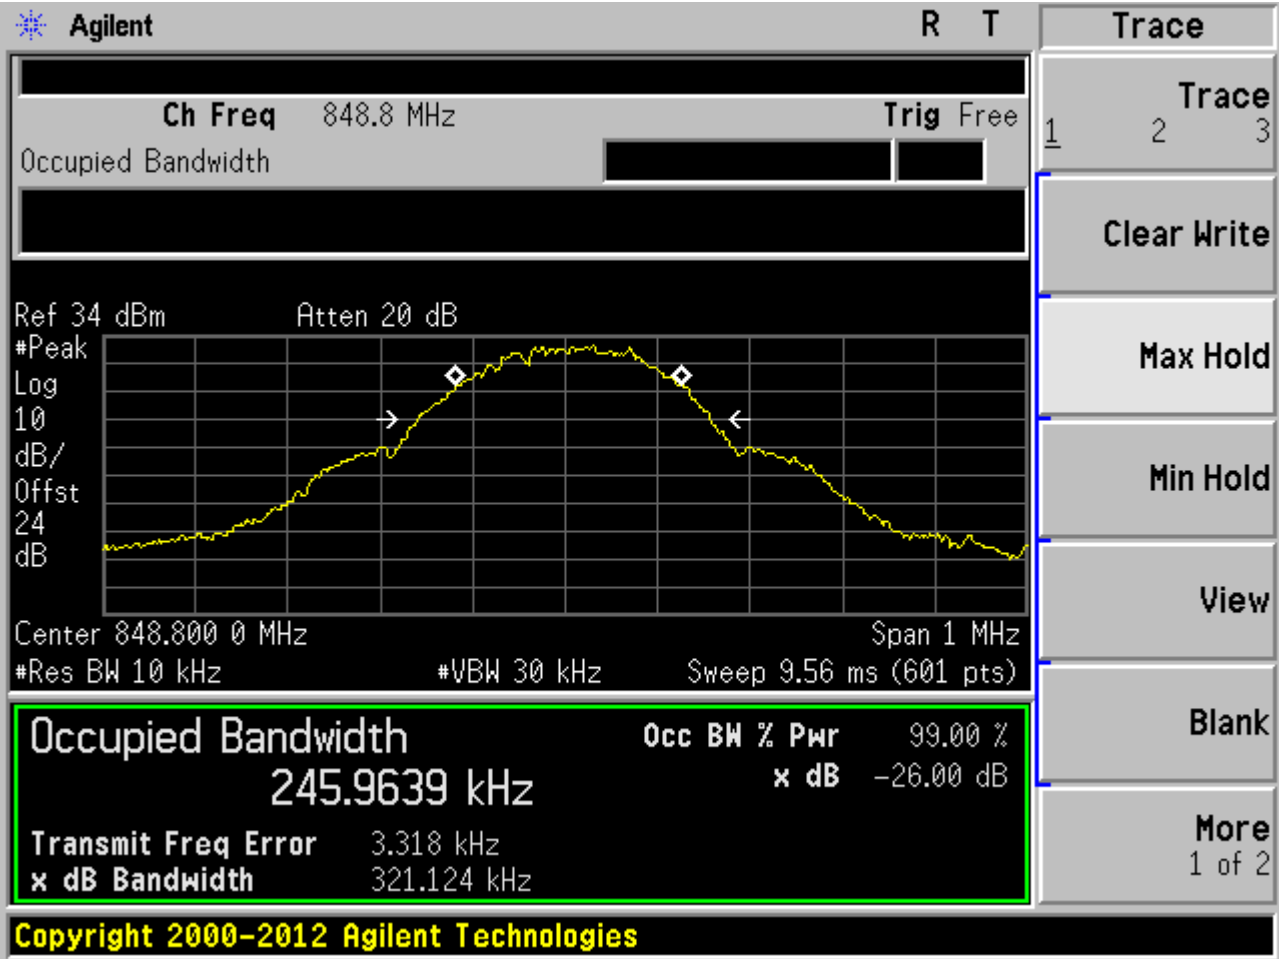 Agilent R T Trace
Ch Freq 848.8 MHz Trig Free
Occupied Bandwidth
Trace
1 2 3
Clear Write
Max Hold
Min Hold
View
Blank
More
1 of 2
Ref 34 dBm Atten 20 dB
#Peak
Log
10
dB/
Offst
24
dB
Center 848.800 0 MHz Span 1 MHz
#Res BW 10 kHz #VBW 30 kHz Sweep 9.56 ms (601 pts)
Occupied Bandwidth Occ BW % Pwr 99.00 %
245.9639 kHz x dB -26.00 dB
Transmit Freq Error 3.318 kHz
x dB Bandwidth 321.124 kHz
Copyright 2000-2012 Agilent Technologies